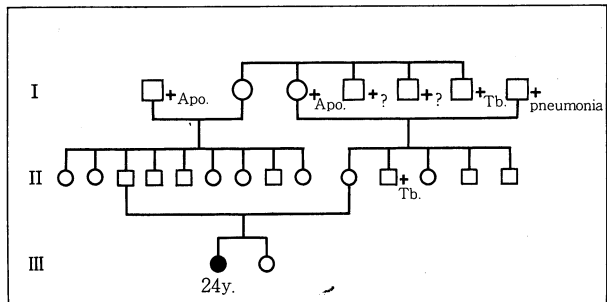 I
+ Apo. + Apo. + ? + ? + Tb. + pneumonia
II
+ Tb.
III
24y.